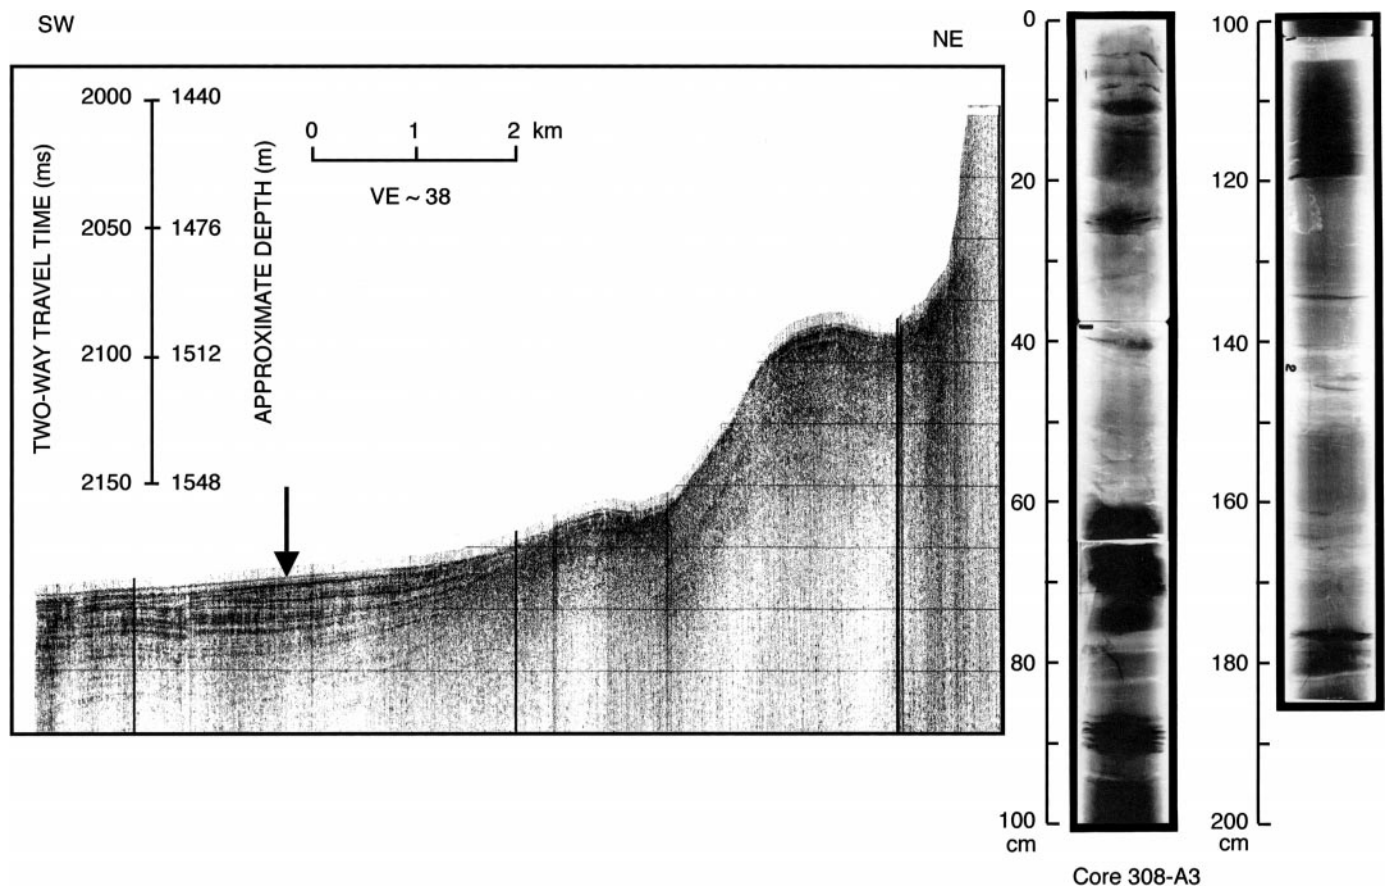 SW
NE
2000 1440
2050 1476
2100 1512
2150 1548
TWO-WAY TRAVEL TIME (ms)
APPROXIMATE DEPTH (m)
0 1 2 km
VE ~ 38
0
20
40
60
80
100
cm
100
120
140
2
160
180
200
cm
Core 308-A3